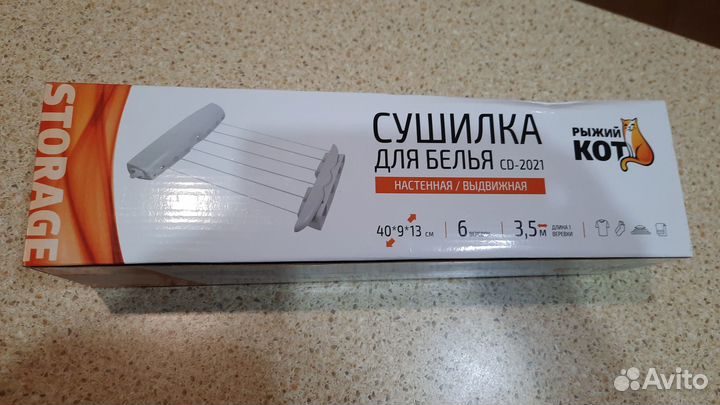 STORAGE
СУШИЛКА
ДЛЯ БЕЛЬЯ CD-2021
НАСТЕННАЯ / ВЫДВИЖНАЯ
40*9*13 см
6 ВЕРЕВОК
3,5 м ДЛИНА 1
ВЕРЕВКИ
РЫЖИЙ
КОТ
Avito